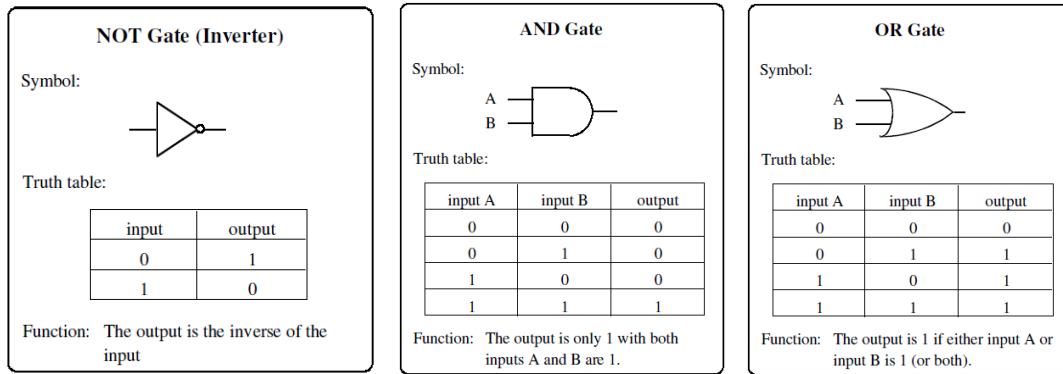 NOT Gate (Inverter)
Symbol:
Truth table:
input output
0 1
1 0
Function: The output is the inverse of the
input
AND Gate
Symbol:
A
B
Truth table:
input A input B output
0 0 0
0 1 0
1 0 0
1 1 1
Function: The output is only 1 with both
inputs A and B are 1.
OR Gate
Symbol:
A
B
Truth table:
input A input B output
0 0 0
0 1 1
1 0 1
1 1 1
Function: The output is 1 if either input A or
input B is 1 (or both).